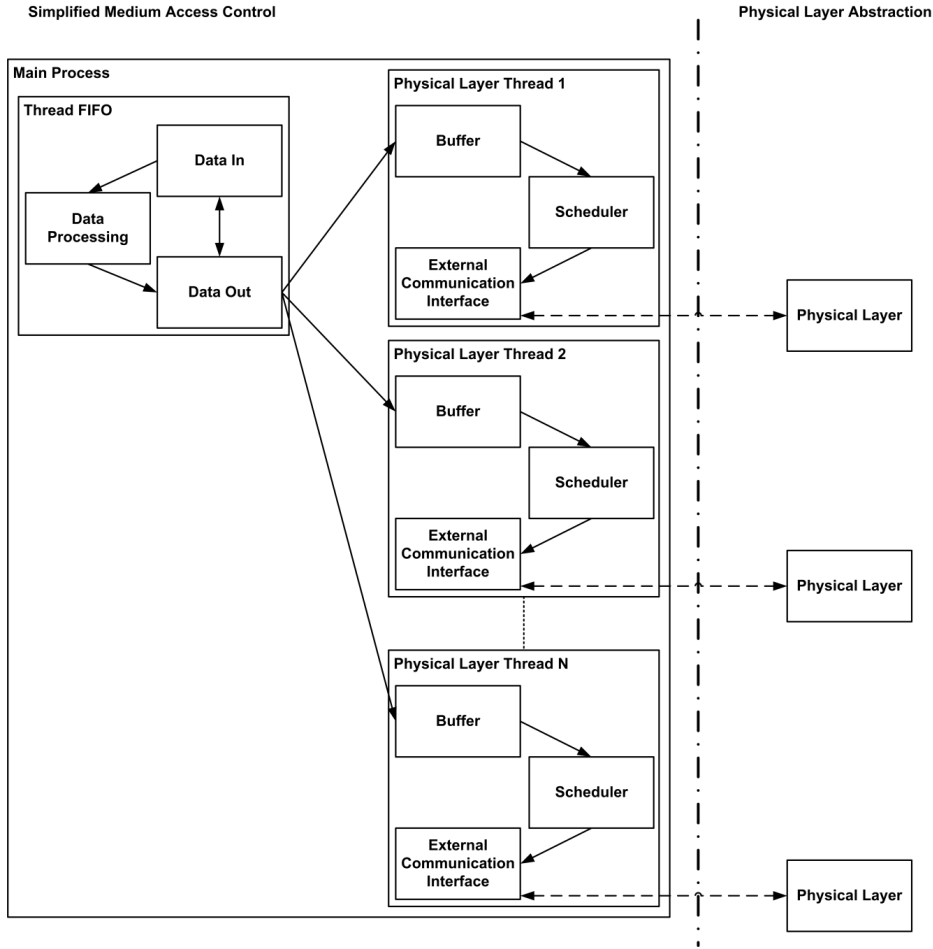 Simplified Medium Access Control
Physical Layer Abstraction
Main Process
Thread FIFO
Data In
Data
Processing
Data Out
Physical Layer Thread 1
Buffer
Scheduler
External
Communication
Interface
Physical Layer
Physical Layer Thread 2
Buffer
Scheduler
External
Communication
Interface
Physical Layer
Physical Layer Thread N
Buffer
Scheduler
External
Communication
Interface
Physical Layer